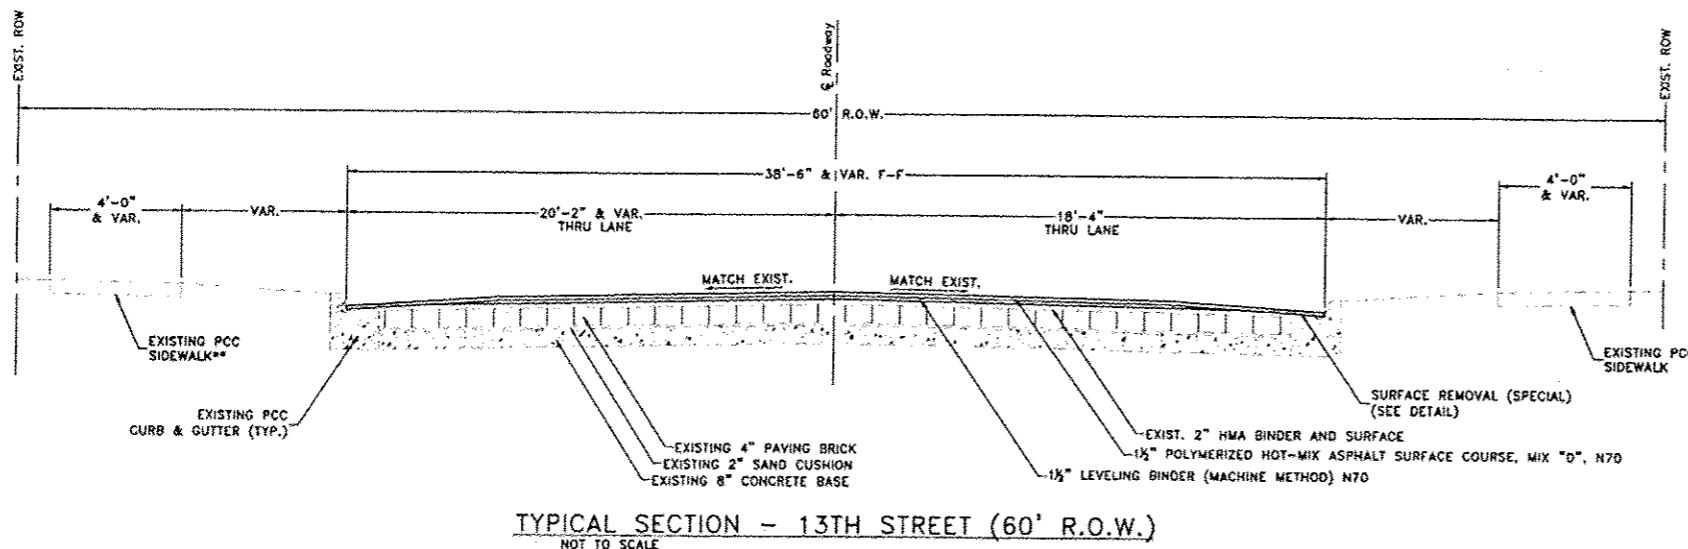 EXIST. ROW
℄ Roadway
EXIST. ROW
60' R.O.W.
38'-6" & VAR. F-F
4'-0"
& VAR.
VAR.
20'-2" & VAR.
THRU LANE
18'-4"
THRU LANE
VAR.
4'-0"
& VAR.
MATCH EXIST.
MATCH EXIST.
EXISTING PCC
SIDEWALK**
EXISTING PC
SIDEWALK
EXISTING PCC
CURB & GUTTER (TYP.)
SURFACE REMOVAL (SPECIAL)
(SEE DETAIL)
EXISTING 4" PAVING BRICK
EXISTING 2" SAND CUSHION
EXISTING 8" CONCRETE BASE
EXIST. 2" HMA BINDER AND SURFACE
1½" POLYMERIZED HOT-MIX ASPHALT SURFACE COURSE, MIX "D", N70
1½" LEVELING BINDER (MACHINE METHOD) N70
TYPICAL SECTION - 13TH STREET (60' R.O.W.)
NOT TO SCALE